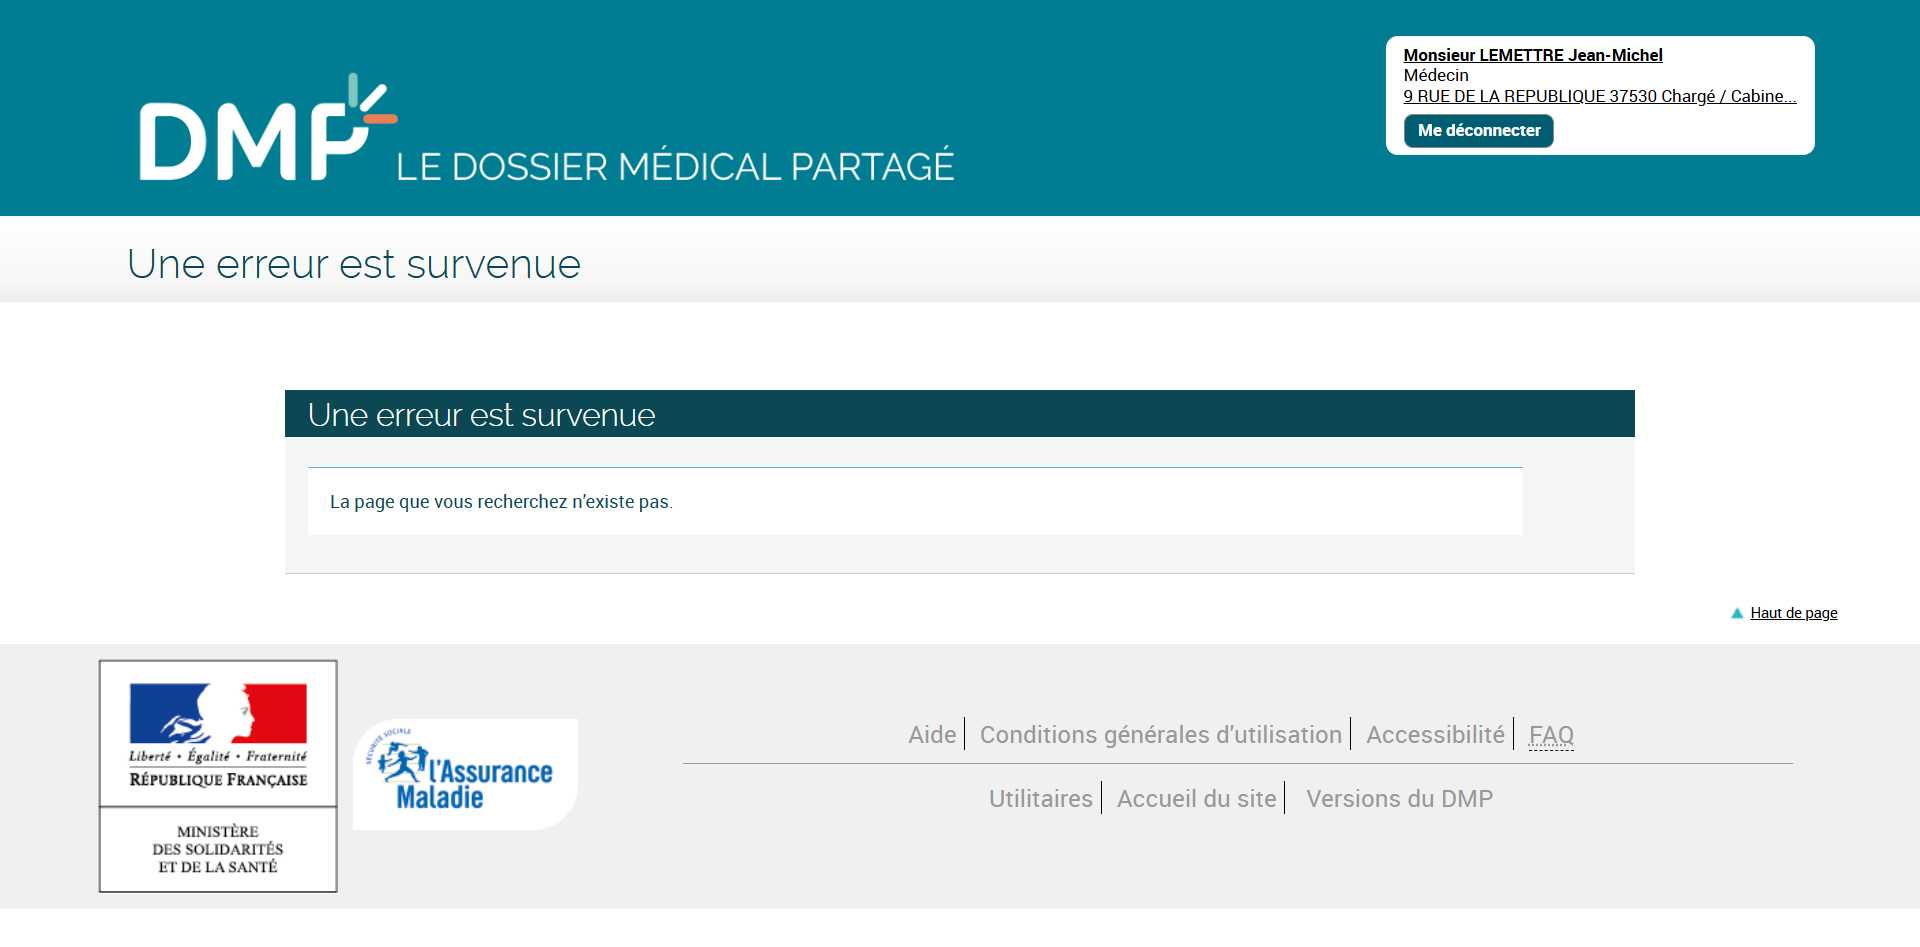 Monsieur LEMETTRE Jean-Michel
Médecin
9 RUE DE LA REPUBLIQUE 37530 Chargé / Cabine...
Me déconnecter
DMP LE DOSSIER MÉDICAL PARTAGÉ
Une erreur est survenue
Une erreur est survenue
La page que vous recherchez n'existe pas.
Haut de page
Liberté • Égalité • Fraternité
RÉPUBLIQUE FRANÇAISE
MINISTÈRE
DES SOLIDARITÉS
ET DE LA SANTÉ
SÉCURITÉ SOCIALE
l'Assurance
Maladie
Aide Conditions générales d'utilisation Accessibilité FAQ
Utilitaires Accueil du site Versions du DMP